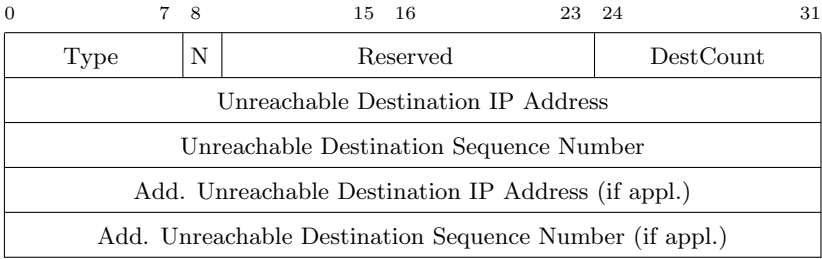 0 7 8 15 16 23 24 31
Type N Reserved DestCount
Unreachable Destination IP Address
Unreachable Destination Sequence Number
Add. Unreachable Destination IP Address (if appl.)
Add. Unreachable Destination Sequence Number (if appl.)